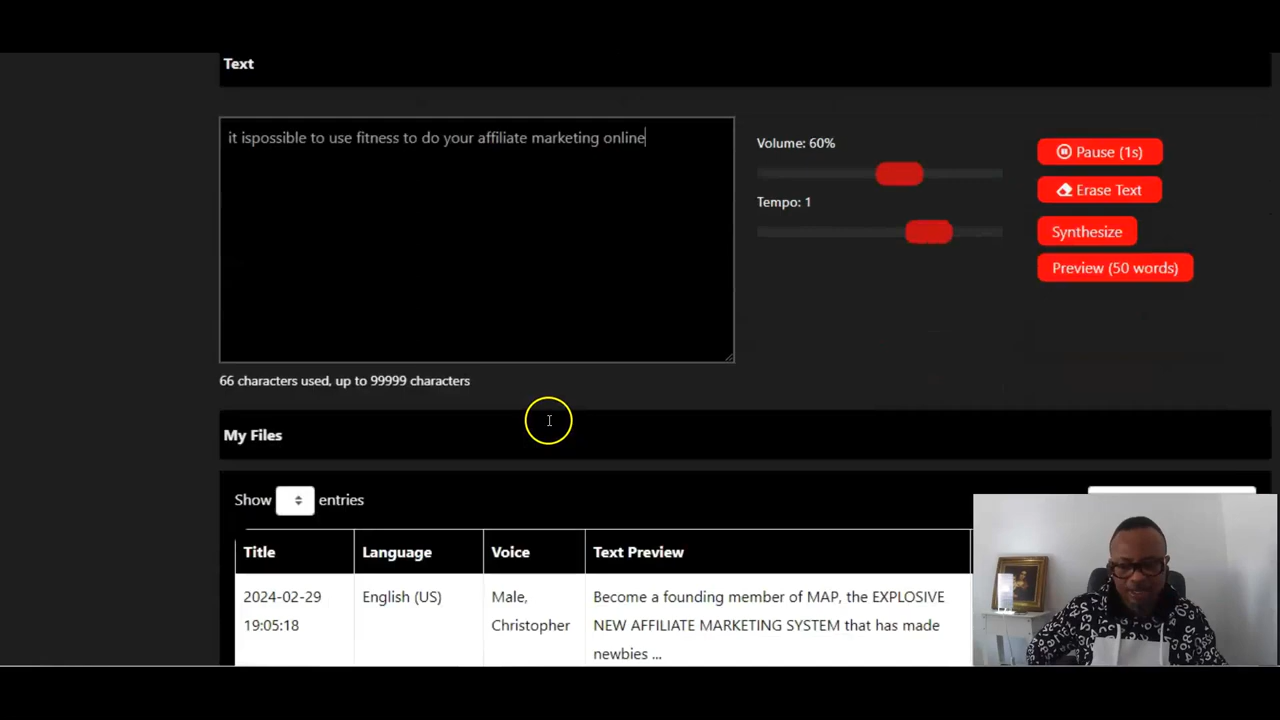 Text
it ispossible to use fitness to do your affiliate marketing online
Volume: 60%
Pause (1s)
Erase Text
Tempo: 1
Synthesize
Preview (50 words)
66 characters used, up to 99999 characters
My Files
Show entries
Title Language Voice Text Preview
2024-02-29 English (US) Male, Become a founding member of MAP, the EXPLOSIVE
19:05:18 Christopher NEW AFFILIATE MARKETING SYSTEM that has made
newbies ...